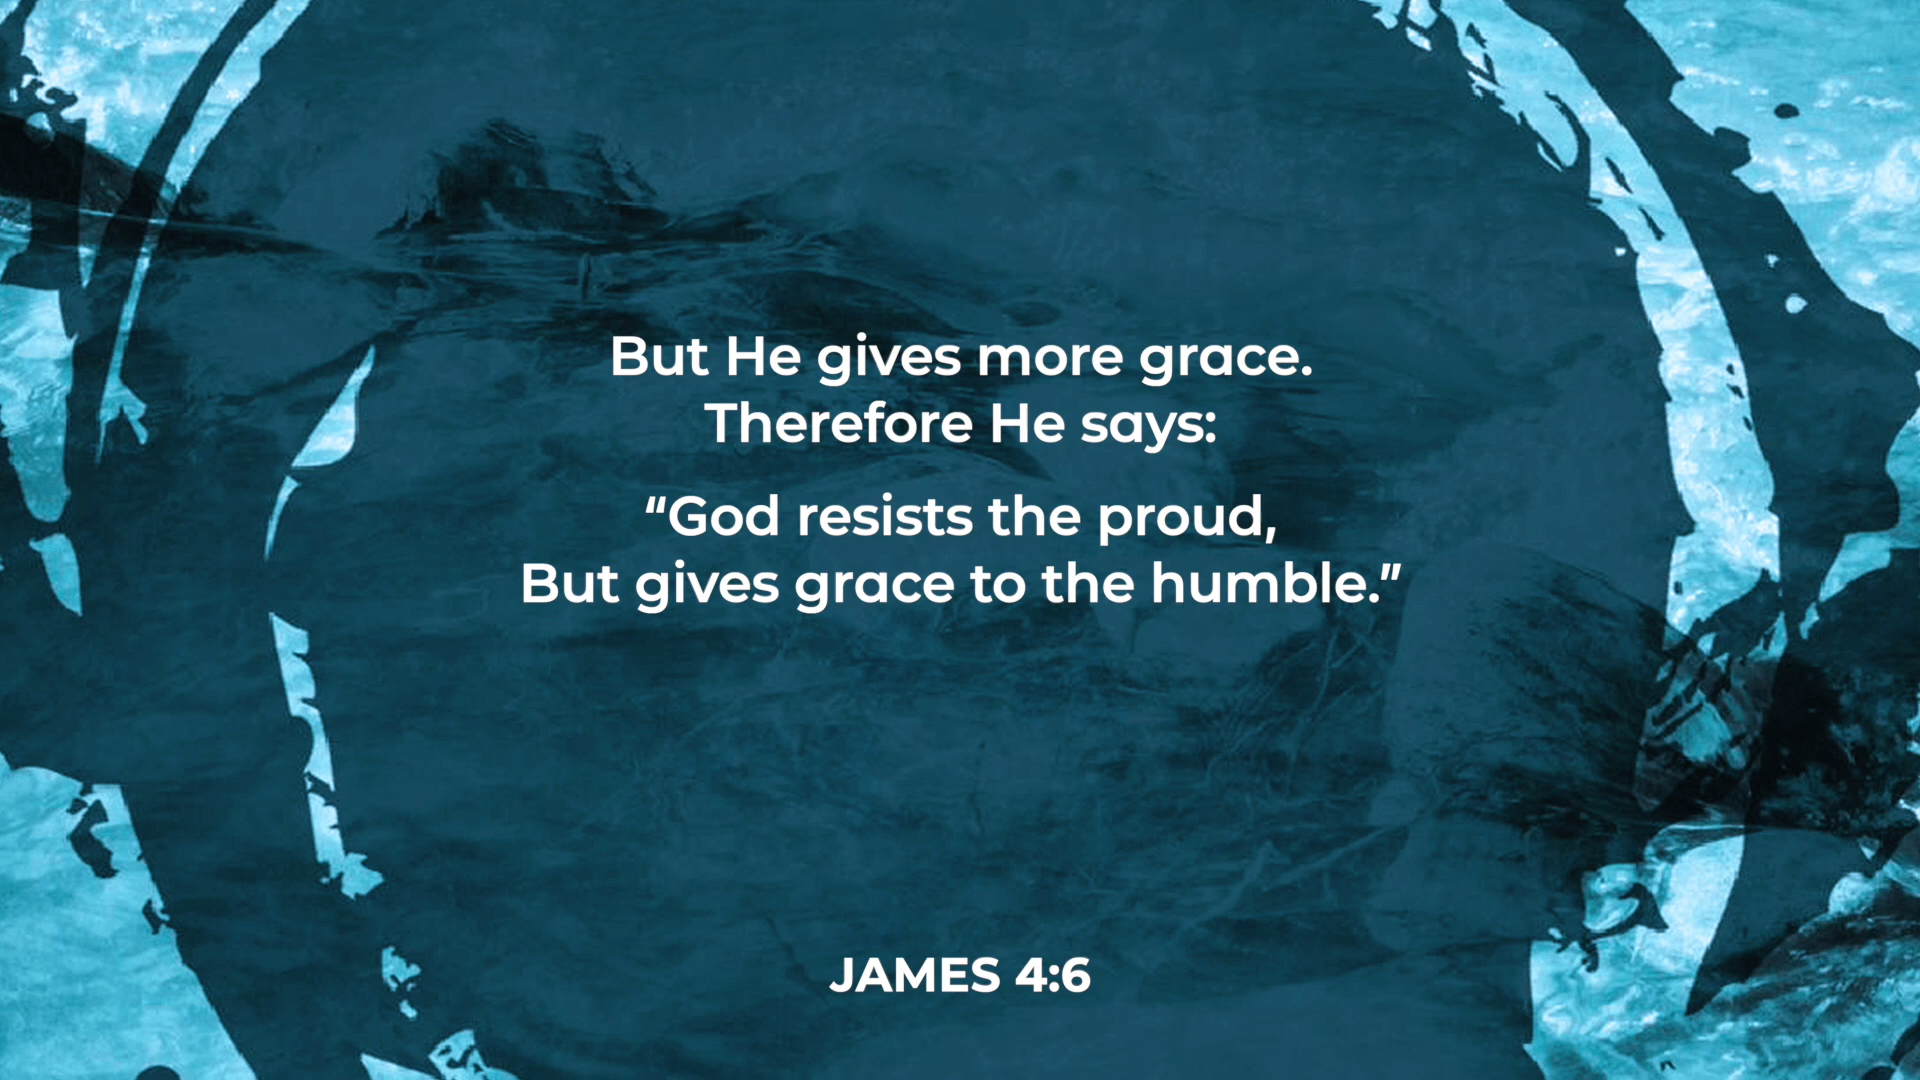 But He gives more grace.
Therefore He says:
“God resists the proud,
But gives grace to the humble.”
JAMES 4:6